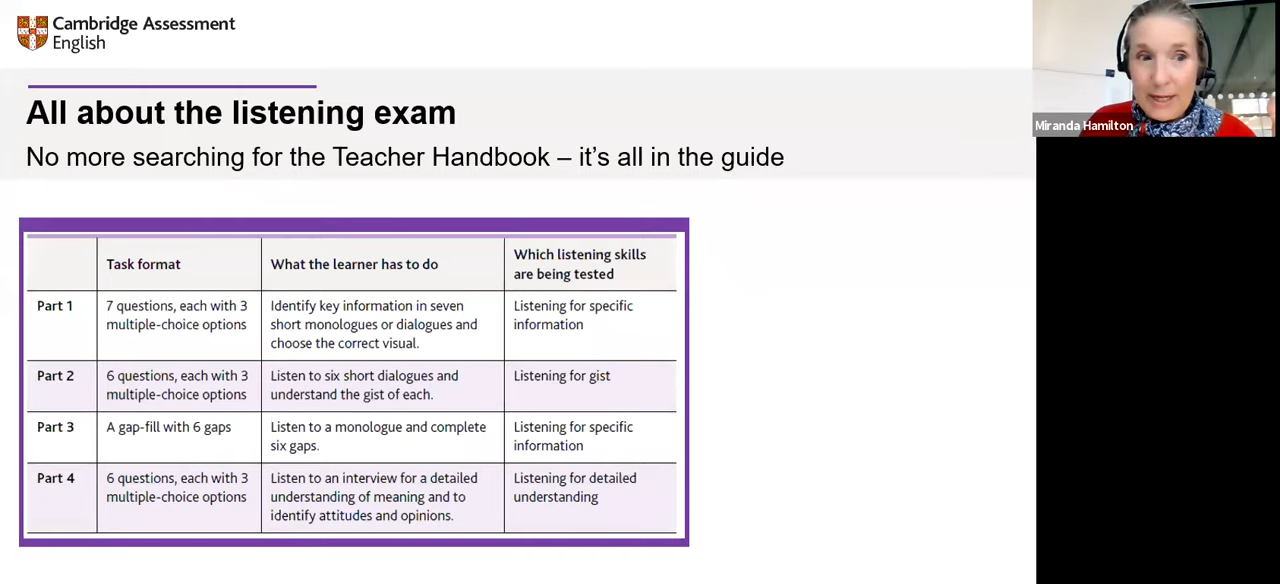 Cambridge Assessment
English
All about the listening exam
No more searching for the Teacher Handbook – it's all in the guide
Miranda Hamilton
Task format
What the learner has to do
Which listening skills
are being tested
Part 1
7 questions, each with 3
multiple-choice options
Identify key information in seven
short monologues or dialogues and
choose the correct visual.
Listening for specific
information
Part 2
6 questions, each with 3
multiple-choice options
Listen to six short dialogues and
understand the gist of each.
Listening for gist
Part 3
A gap-fill with 6 gaps
Listen to a monologue and complete
six gaps.
Listening for specific
information
Part 4
6 questions, each with 3
multiple-choice options
Listen to an interview for a detailed
understanding of meaning and to
identify attitudes and opinions.
Listening for detailed
understanding